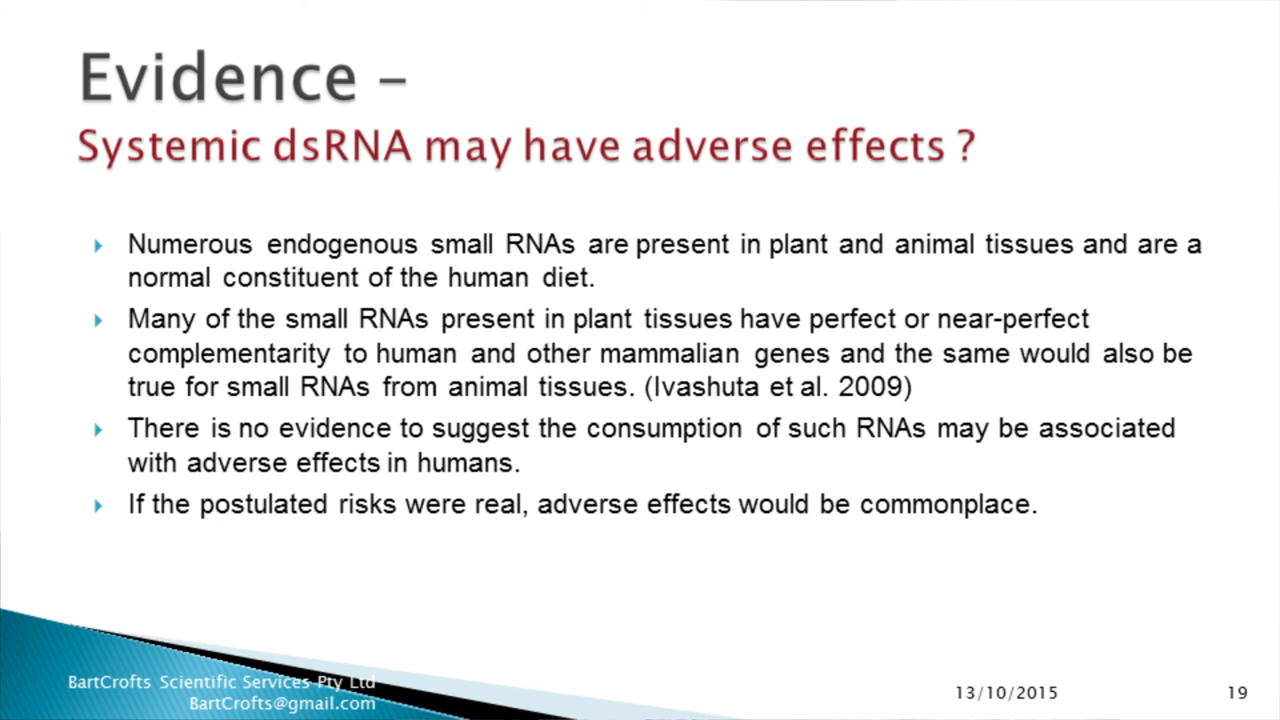 Evidence –
Systemic dsRNA may have adverse effects ?
Numerous endogenous small RNAs are present in plant and animal tissues and are a
normal constituent of the human diet.
Many of the small RNAs present in plant tissues have perfect or near-perfect
complementarity to human and other mammalian genes and the same would also be
true for small RNAs from animal tissues. (Ivashuta et al. 2009)
There is no evidence to suggest the consumption of such RNAs may be associated
with adverse effects in humans.
If the postulated risks were real, adverse effects would be commonplace.
BartCrofts Scientific Services Pty Ltd
BartCrofts@gmail.com
13/10/2015
19